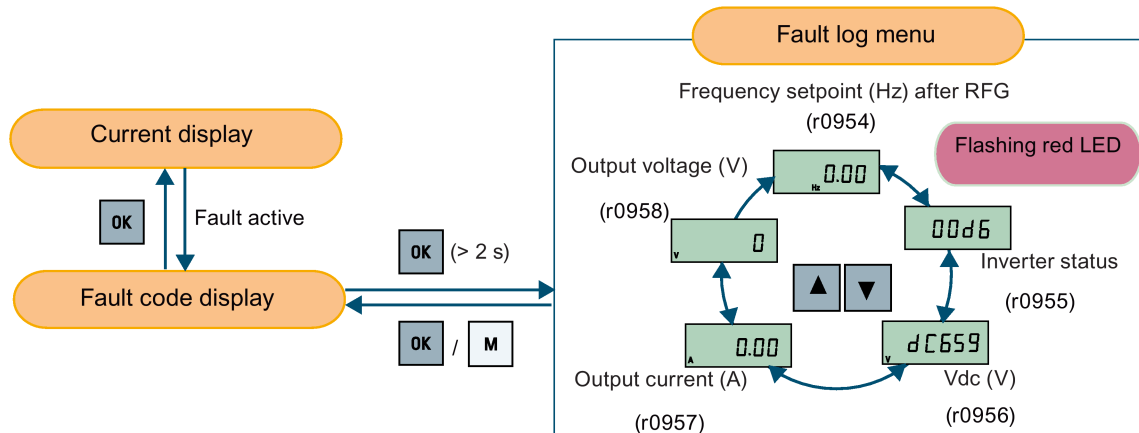 Fault log menu
Frequency setpoint (Hz) after RFG
(r0954)
Current display
Flashing red LED
Output voltage (V)
0.00
Hz
(r0958)
OK
Fault active
0
V
00d6
OK (> 2 s)
Inverter status
(r0955)
▲ ▼
Fault code display
OK / M
0.00
A
dC659
V
Output current (A)
Vdc (V)
(r0957)
(r0956)